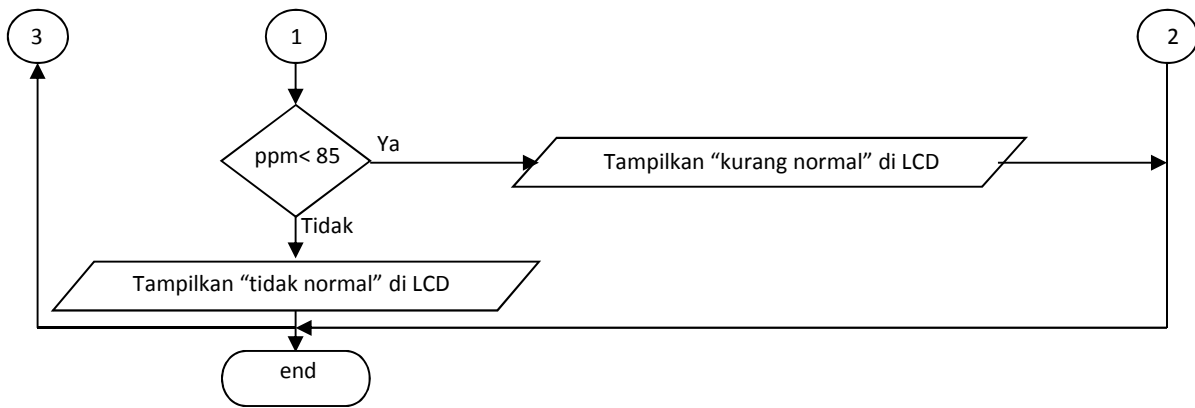 3
1
2
ppm< 85
Ya
Tampilkan “kurang normal” di LCD
Tidak
Tampilkan “tidak normal” di LCD
end